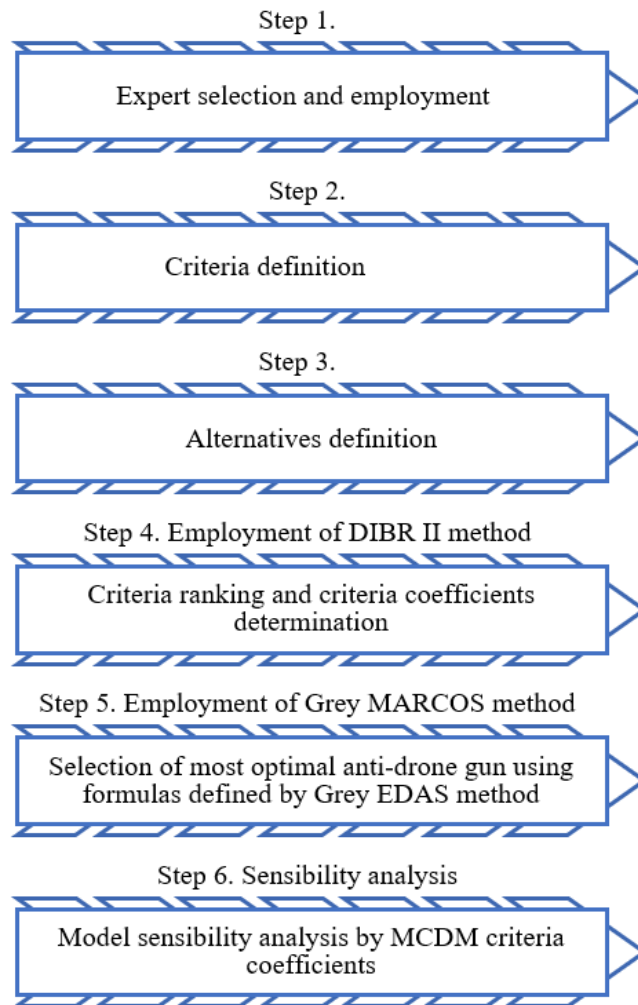 Step 1.
Expert selection and employment
Step 2.
Criteria definition
Step 3.
Alternatives definition
Step 4. Employment of DIBR II method
Criteria ranking and criteria coefficients
determination
Step 5. Employment of Grey MARCOS method
Selection of most optimal anti-drone gun using
formulas defined by Grey EDAS method
Step 6. Sensibility analysis
Model sensibility analysis by MCDM criteria
coefficients